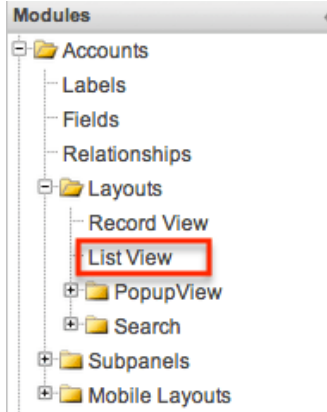 Modules
Accounts
Labels
Fields
Relationships
Layouts
Record View
List View
PopupView
Search
Subpanels
Mobile Layouts